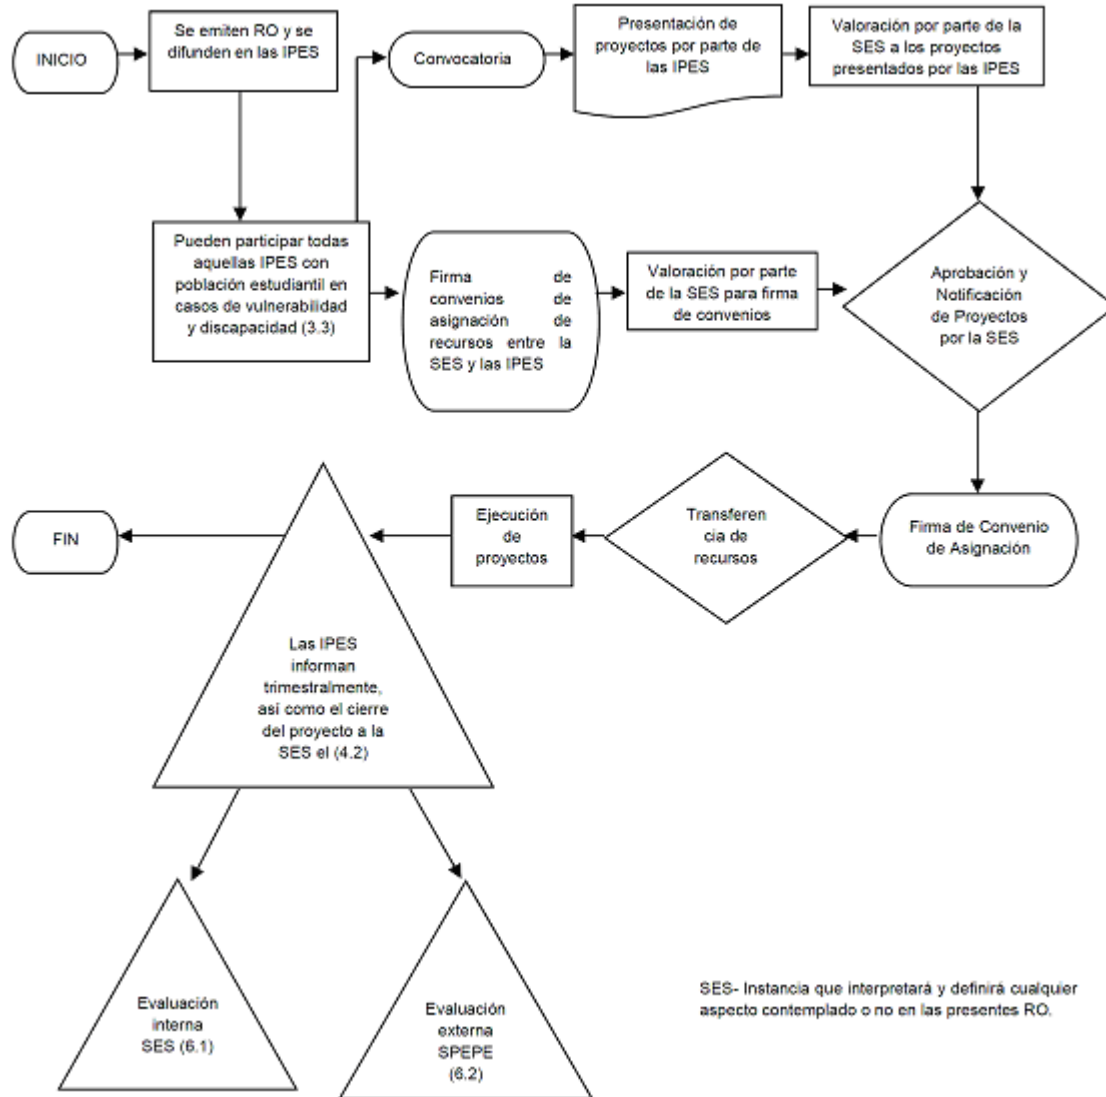 INICIO
Se emiten RO y se
difunden en las IPES
Convocatoria
Presentación de
proyectos por parte de
las IPES
Valoración por parte de la
SES a los proyectos
presentados por las IPES
Pueden participar todas
aquellas IPES con
población estudiantil en
casos de vulnerabilidad
y discapacidad (3.3)
Firma de
convenios de
asignación de
recursos entre la
SES y las IPES
Valoración por parte
de la SES para firma
de convenios
Aprobación y
Notificación
de Proyectos
por la SES
Firma de Convenio
de Asignación
Transferen
cia de
recursos
Ejecución
de
proyectos
FIN
Las IPES
informan
trimestralmente,
así como el cierre
del proyecto a la
SES el (4.2)
Evaluación
interna
SES (6.1)
Evaluación
externa
SPEPE
(6.2)
SES- Instancia que interpretará y definirá cualquier
aspecto contemplado o no en las presentes RO.